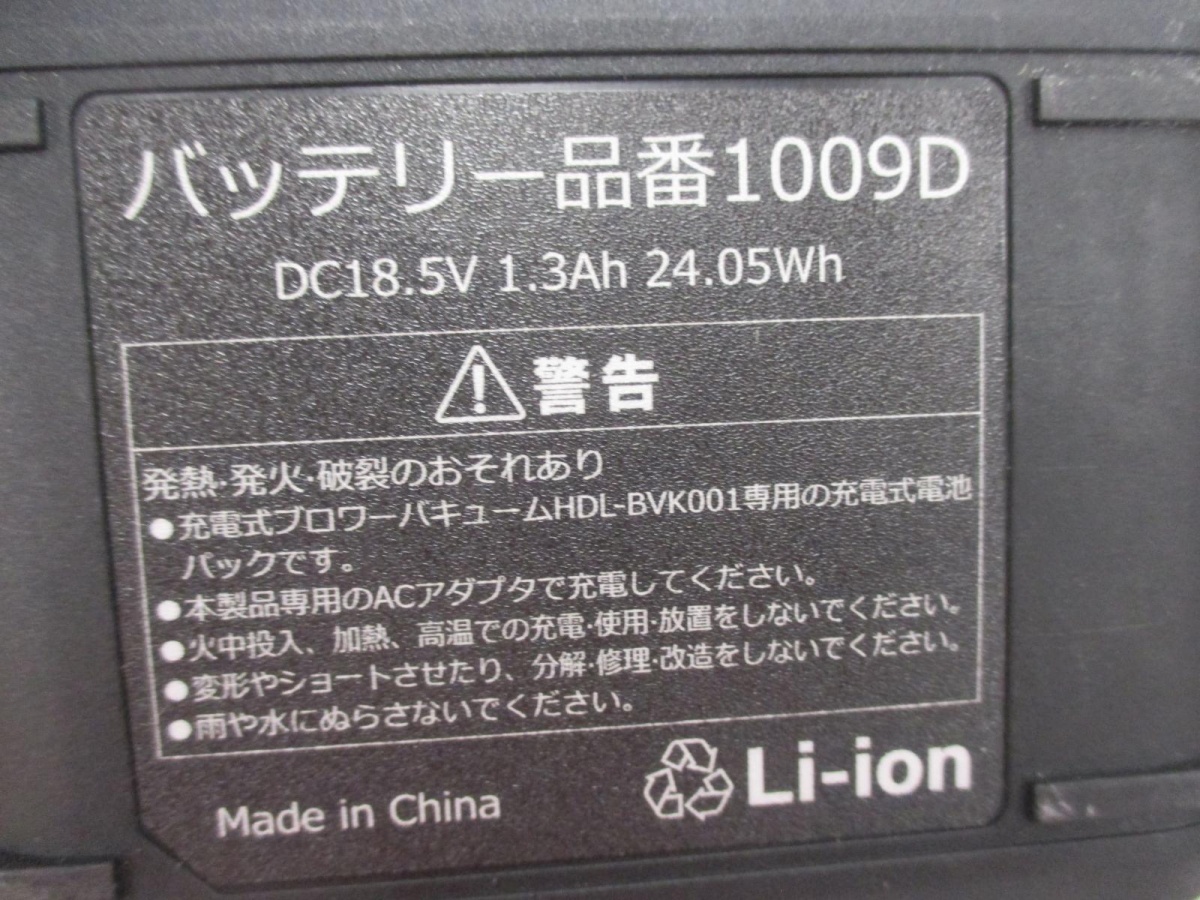 バッテリー品番1009D
DC18.5V 1.3Ah 24.05Wh
警告
発熱・発火・破裂のおそれあり
●充電式ブロワーバキュームHDL-BVK001専用の充電式電池
パックです。
●本製品専用のACアダプタで充電してください。
●火中投入、加熱、高温での充電・使用・放置をしないでください。
●変形やショートさせたり、分解・修理・改造をしないでください。
●雨や水にぬらさないでください。
Made in China
Li-ion